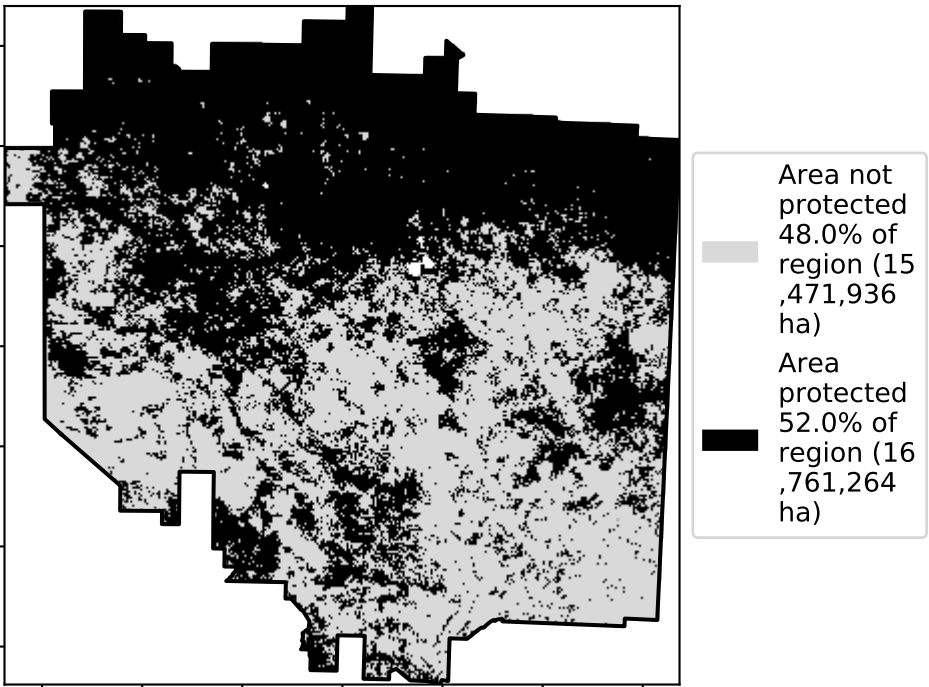 Area not
protected
48.0% of
region (15
,471,936
ha)
Area
protected
52.0% of
region (16
,761,264
ha)